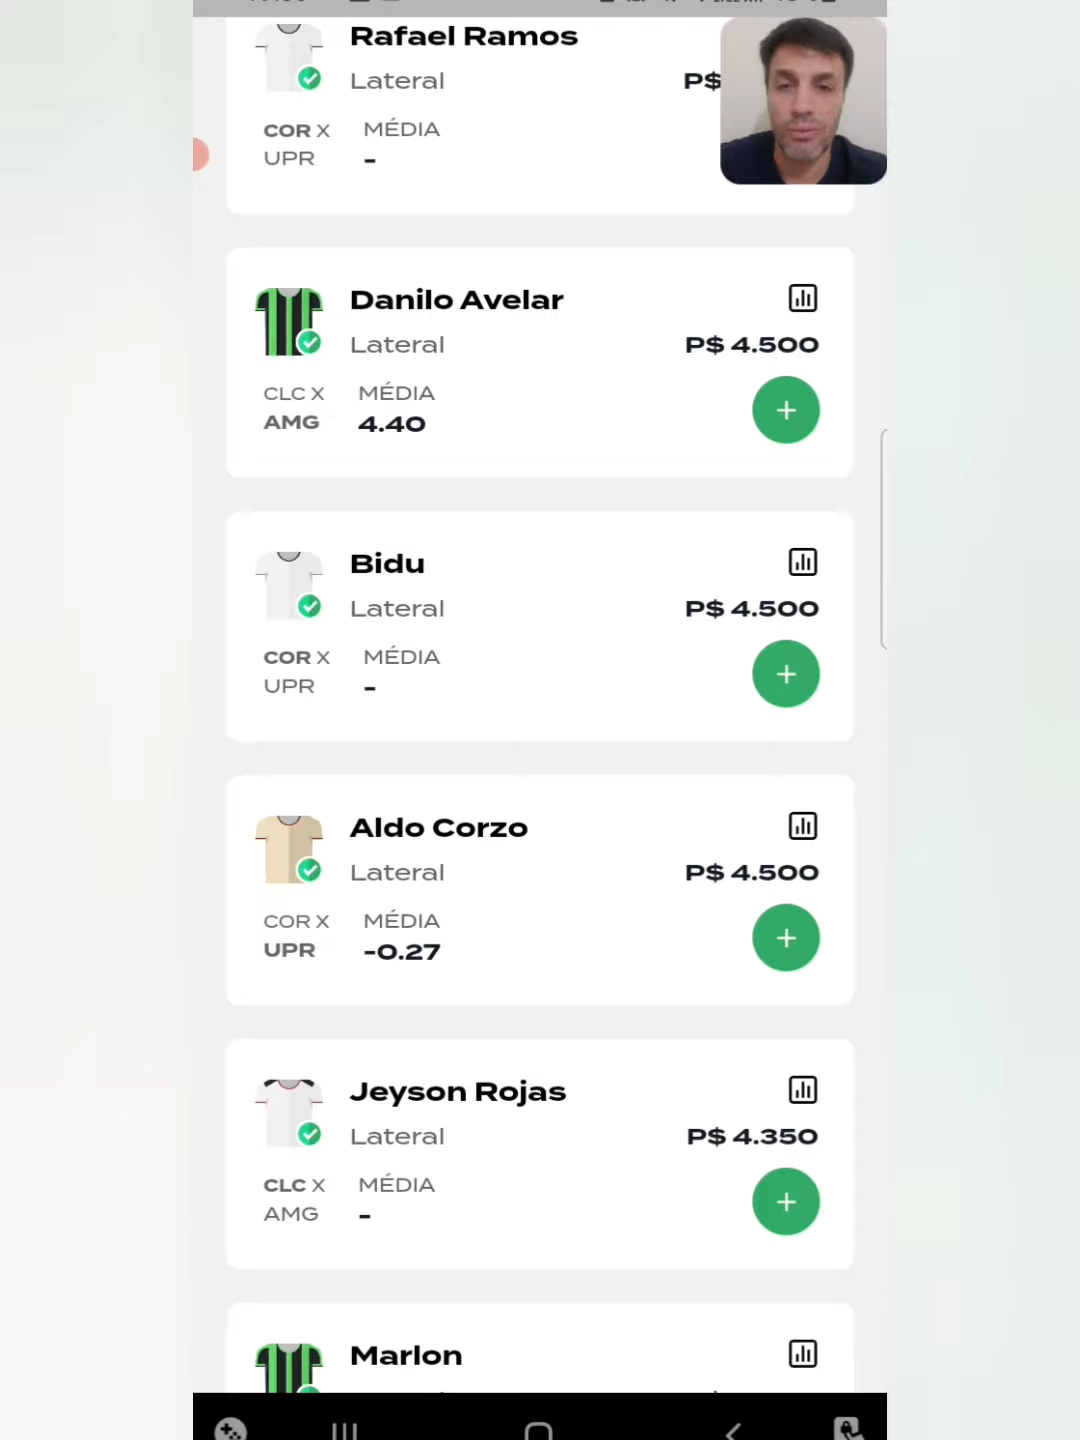 Rafael Ramos
Lateral
P$
COR X
UPR
MÉDIA
-
Danilo Avelar
Lateral
P$ 4.500
CLC X
AMG
MÉDIA
4.40
+
Bidu
Lateral
P$ 4.500
COR X
UPR
MÉDIA
-
+
Aldo Corzo
Lateral
P$ 4.500
COR X
UPR
MÉDIA
-0.27
+
Jeyson Rojas
Lateral
P$ 4.350
CLC X
AMG
MÉDIA
-
+
Marlon